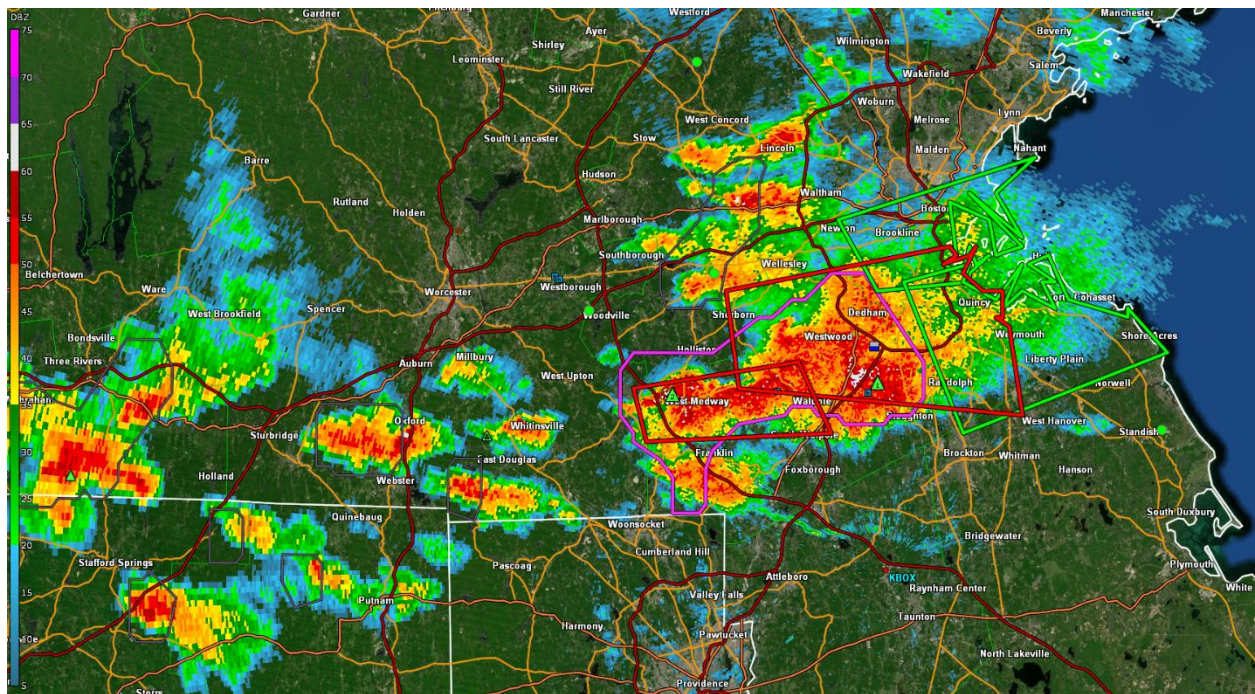 DBZ
75
70
65
60
55
50
45
40
35
30
25
20
15
10
5
Gardner
Westford
Manchester
Ayer
Shirley
Wilmington
Beverly
Leominster
Salem
Wakefield
Still River
Woburn
Lynn
West Concord
Melrose
South Lancaster
Stow
Lincoln
Malden
Nahant
Barre
Hudson
Waltham
Rutland
Holden
Marlborough
Newton
Brookline
Southborough
Wellesley
Belchertown
Westborough
Ware
Worcester
Quincy
Cohasset
Spencer
West Brookfield
Woodville
Sherborn
Dedham
Bondsville
Westwood
Weymouth
Shore Acres
Three Rivers
Auburn
Millbury
Liberty Plain
West Upton
Randolph
Norwell
West Medway
Oxford
Whitinsville
West Hanover
Standish
Sturbridge
Franklin
East Douglas
Brockton
Whitman
Foxborough
Hanson
Holland
Webster
South Duxbury
Quinebaug
Woonsocket
Bridgewater
Cumberland Hill
Stafford Springs
Pascoag
Plymouth
Attleboro
KBOX
Raynham Center
White
Putnam
Valley Falls
Harmony
Taunton
Pawtucket
North Lakeville
Providence
Storrs